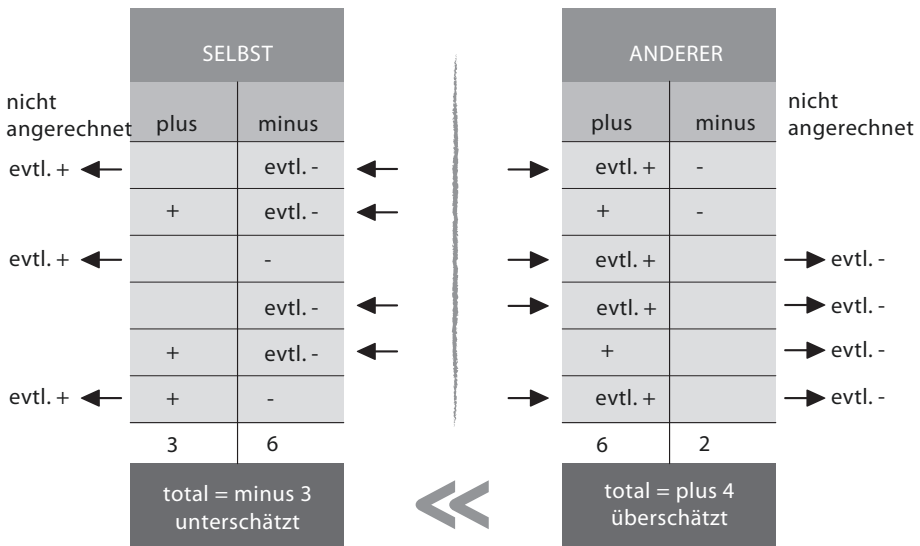 SELBST
ANDERER
nicht
angerechnet
plus
minus
plus
minus
nicht
angerechnet
evtl. +
evtl. -
evtl. +
-
+
evtl. -
+
-
evtl. +
-
evtl. +
evtl. -
evtl. -
evtl. +
evtl. -
+
evtl. -
+
evtl. -
evtl. +
+
-
evtl. +
evtl. -
3
6
6
2
total = minus 3
unterschätzt
<<
total = plus 4
überschätzt